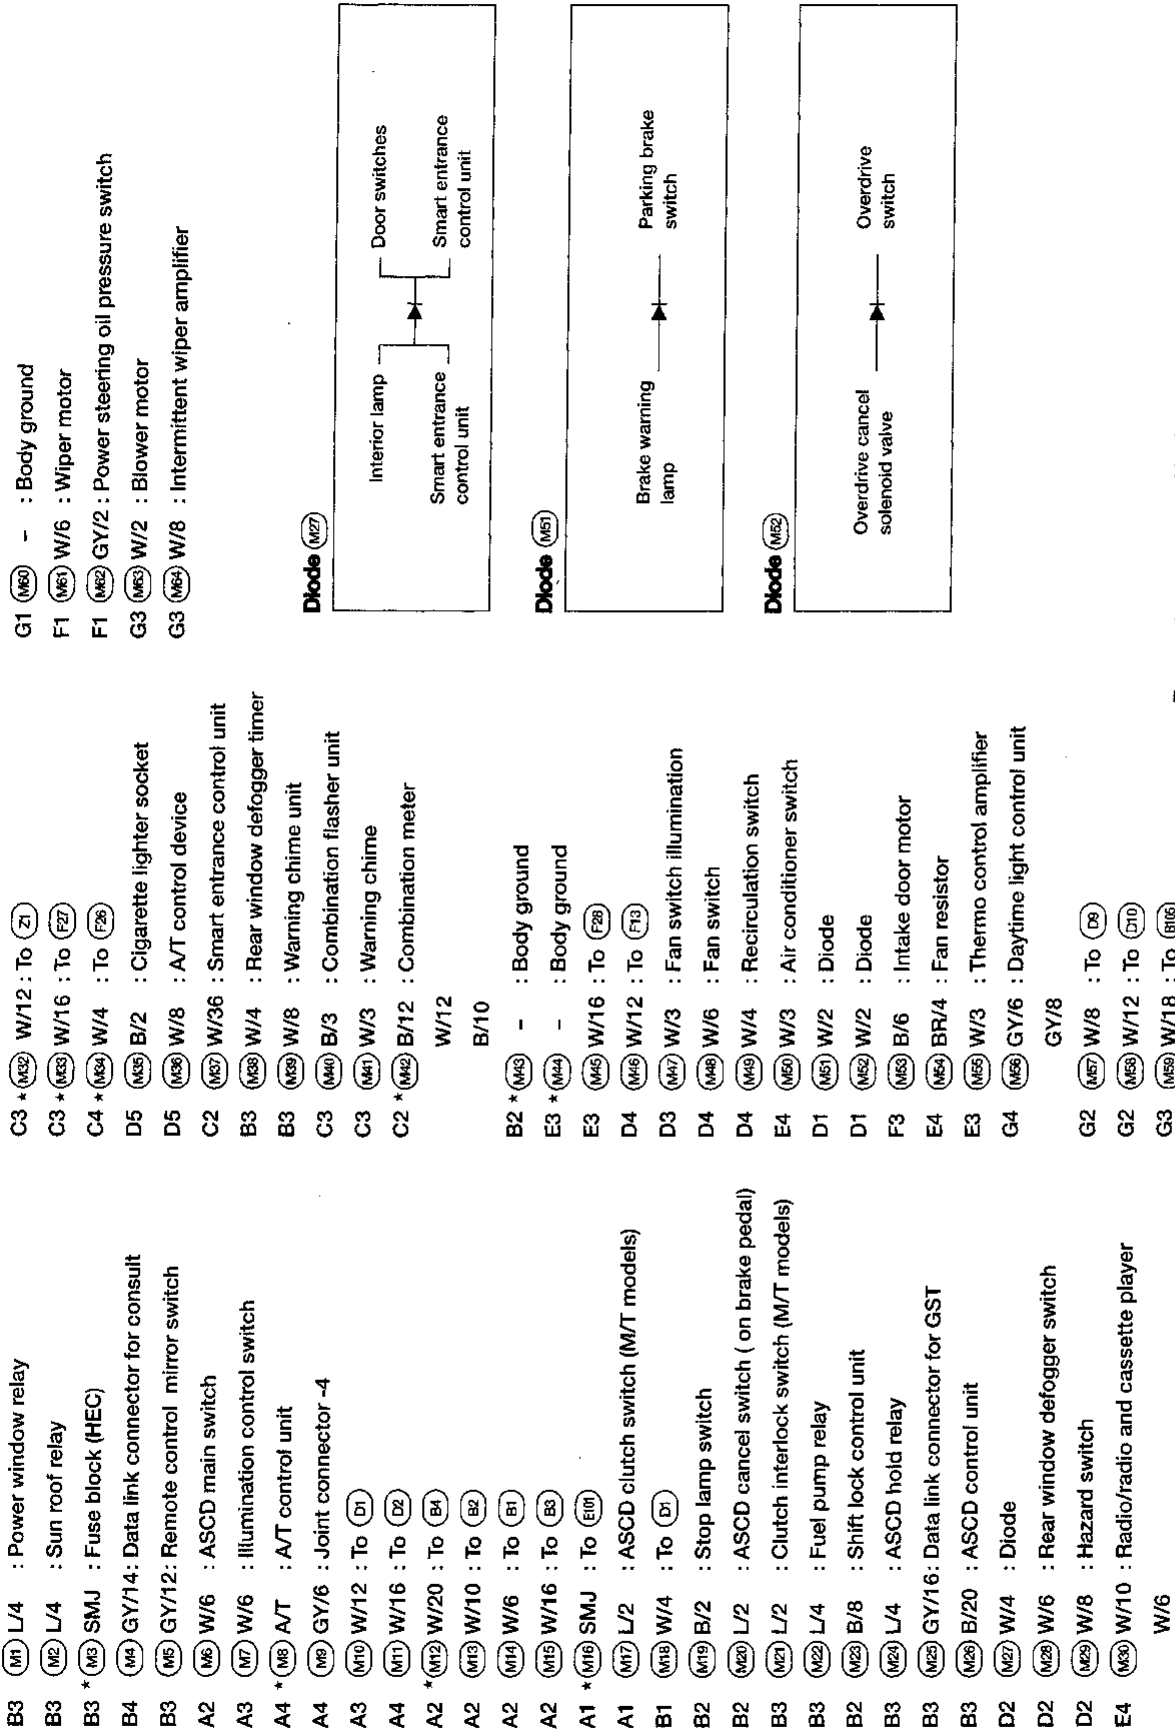 B3 M1 L/4 : Power window relay
B3 M2 L/4 : Sun roof relay
B3 * M3 SMJ : Fuse block (HEC)
B4 M4 GY/14 : Data link connector for consult
B3 M5 GY/12 : Remote control mirror switch
A2 M6 W/6 : ASCD main switch
A3 M7 W/6 : Illumination control switch
A4 * M8 A/T : A/T control unit
A4 M9 GY/6 : Joint connector -4
A3 M10 W/12 : To D1
A4 M11 W/16 : To D2
A2 * M12 W/20 : To B4
A2 M13 W/10 : To B2
A2 M14 W/6 : To B1
A2 M15 W/16 : To B3
A1 * M16 SMJ : To E101
A1 M17 L/2 : ASCD clutch switch (M/T models)
B1 M18 W/4 : To D1
B2 M19 B/2 : Stop lamp switch
B2 M20 L/2 : ASCD cancel switch ( on brake pedal)
B3 M21 L/2 : Clutch interlock switch (M/T models)
B3 M22 L/4 : Fuel pump relay
B2 M23 B/8 : Shift lock control unit
B3 M24 L/4 : ASCD hold relay
B3 M25 GY/16 : Data link connector for GST
B3 M26 B/20 : ASCD control unit
D2 M27 W/4 : Diode
D2 M28 W/6 : Rear window defogger switch
D2 M29 W/8 : Hazard switch
E4 M30 W/10 : Radio/radio and cassette player
W/6
C3 * M32 W/12 : To Z1
C3 * M33 W/16 : To F27
C4 * M34 W/4 : To F26
D5 M35 B/2 : Cigarette lighter socket
D5 M36 W/8 : A/T control device
C2 M37 W/36 : Smart entrance control unit
B3 M38 W/4 : Rear window defogger timer
B3 M39 W/8 : Warning chime unit
C3 M40 B/3 : Combination flasher unit
C3 M41 W/3 : Warning chime
C2 * M42 B/12 : Combination meter
W/12
B/10
B2 * M43 – : Body ground
E3 * M44 – : Body ground
E3 M45 W/16 : To F28
D4 M46 W/12 : To F13
D3 M47 W/3 : Fan switch illumination
D4 M48 W/6 : Fan switch
D4 M49 W/4 : Recirculation switch
E4 M50 W/3 : Air conditioner switch
D1 M51 W/2 : Diode
D1 M52 W/2 : Diode
F3 M53 B/6 : Intake door motor
E4 M54 BR/4 : Fan resistor
E3 M55 W/3 : Thermo control amplifier
G4 M56 GY/6 : Daytime light control unit
GY/8
G2 M57 W/8 : To D9
G2 M58 W/12 : To D10
G3 M59 W/18 : To B106
G1 M60 – : Body ground
F1 M61 W/6 : Wiper motor
F1 M62 GY/2 : Power steering oil pressure switch
G3 M63 W/2 : Blower motor
G3 M64 W/8 : Intermittent wiper amplifier
Diode M27
Interior lamp
Door switches
Smart entrance
control unit
Smart entrance
control unit
Diode M51
Brake warning
lamp
Parking brake
switch
Diode M52
Overdrive cancel
solenoid valve
Overdrive
switch